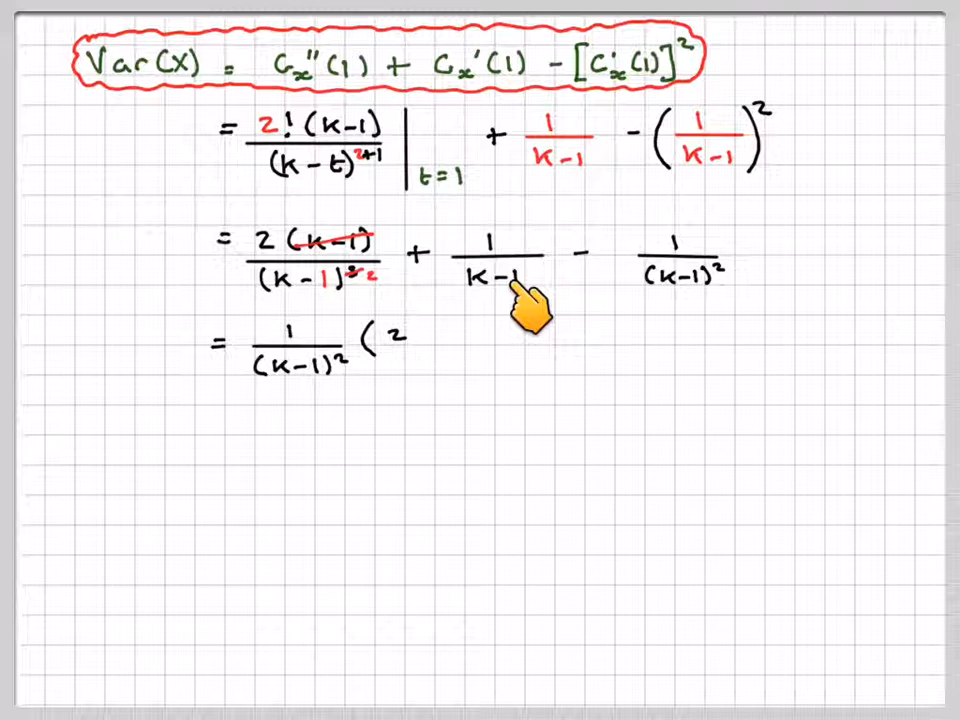 Var(X) = Gx''(1) + Gx'(1) - [G'x(1)]²
= 2!(k-1)/(k-t)²⁺¹ |t=1 + 1/(k-1) - (1/(k-1))²
= 2(k-1)/(k-1)³ ² + 1/(k-1) - 1/(k-1)²
= 1/(k-1)² ( 2